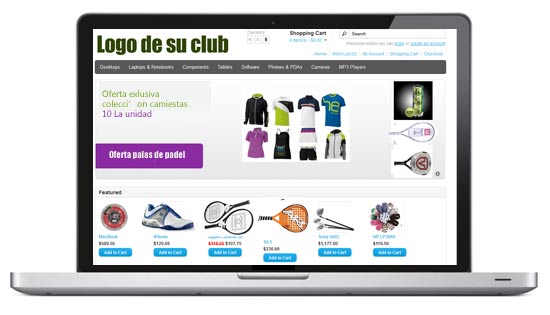 Logo de su club
Currency
€ £ $
Shopping Cart
0 item(s) - $0.00
Search
Welcome visitor you can login or create an account.
Home Wish List (0) My Account Shopping Cart Checkout
Desktops Laptops & Notebooks Components Tablets Software Phones & PDAs Cameras MP3 Players
Oferta exlusiva
colecci' on camiestas
10 La unidad
Oferta palas de padel
Featured
MacBook
$589.50
Add to Cart
iPhone
$120.68
Add to Cart
$107.75
Add to Cart
$236.99
Add to Cart
Sony VAIO
$1,177.00
Add to Cart
HP LP3065
$119.50
Add to Cart